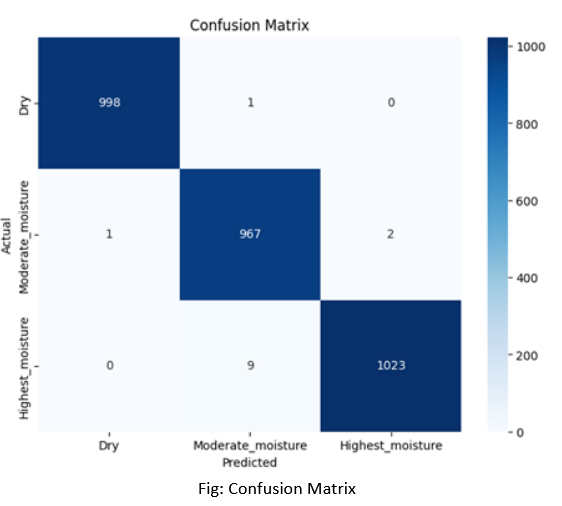 Confusion Matrix
Dry
998
1
0
1000
800
600
400
200
0
Actual
Moderate_moisture
1
967
2
Highest_moisture
0
9
1023
Dry
Moderate_moisture
Highest_moisture
Predicted
Fig: Confusion Matrix